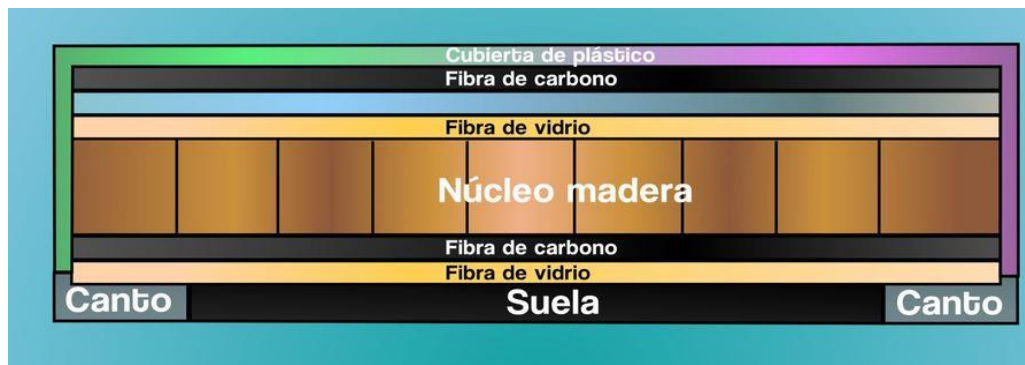 Cubierta de plástico
Fibra de carbono
Fibra de vidrio
Núcleo madera
Fibra de carbono
Fibra de vidrio
Canto Suela Canto